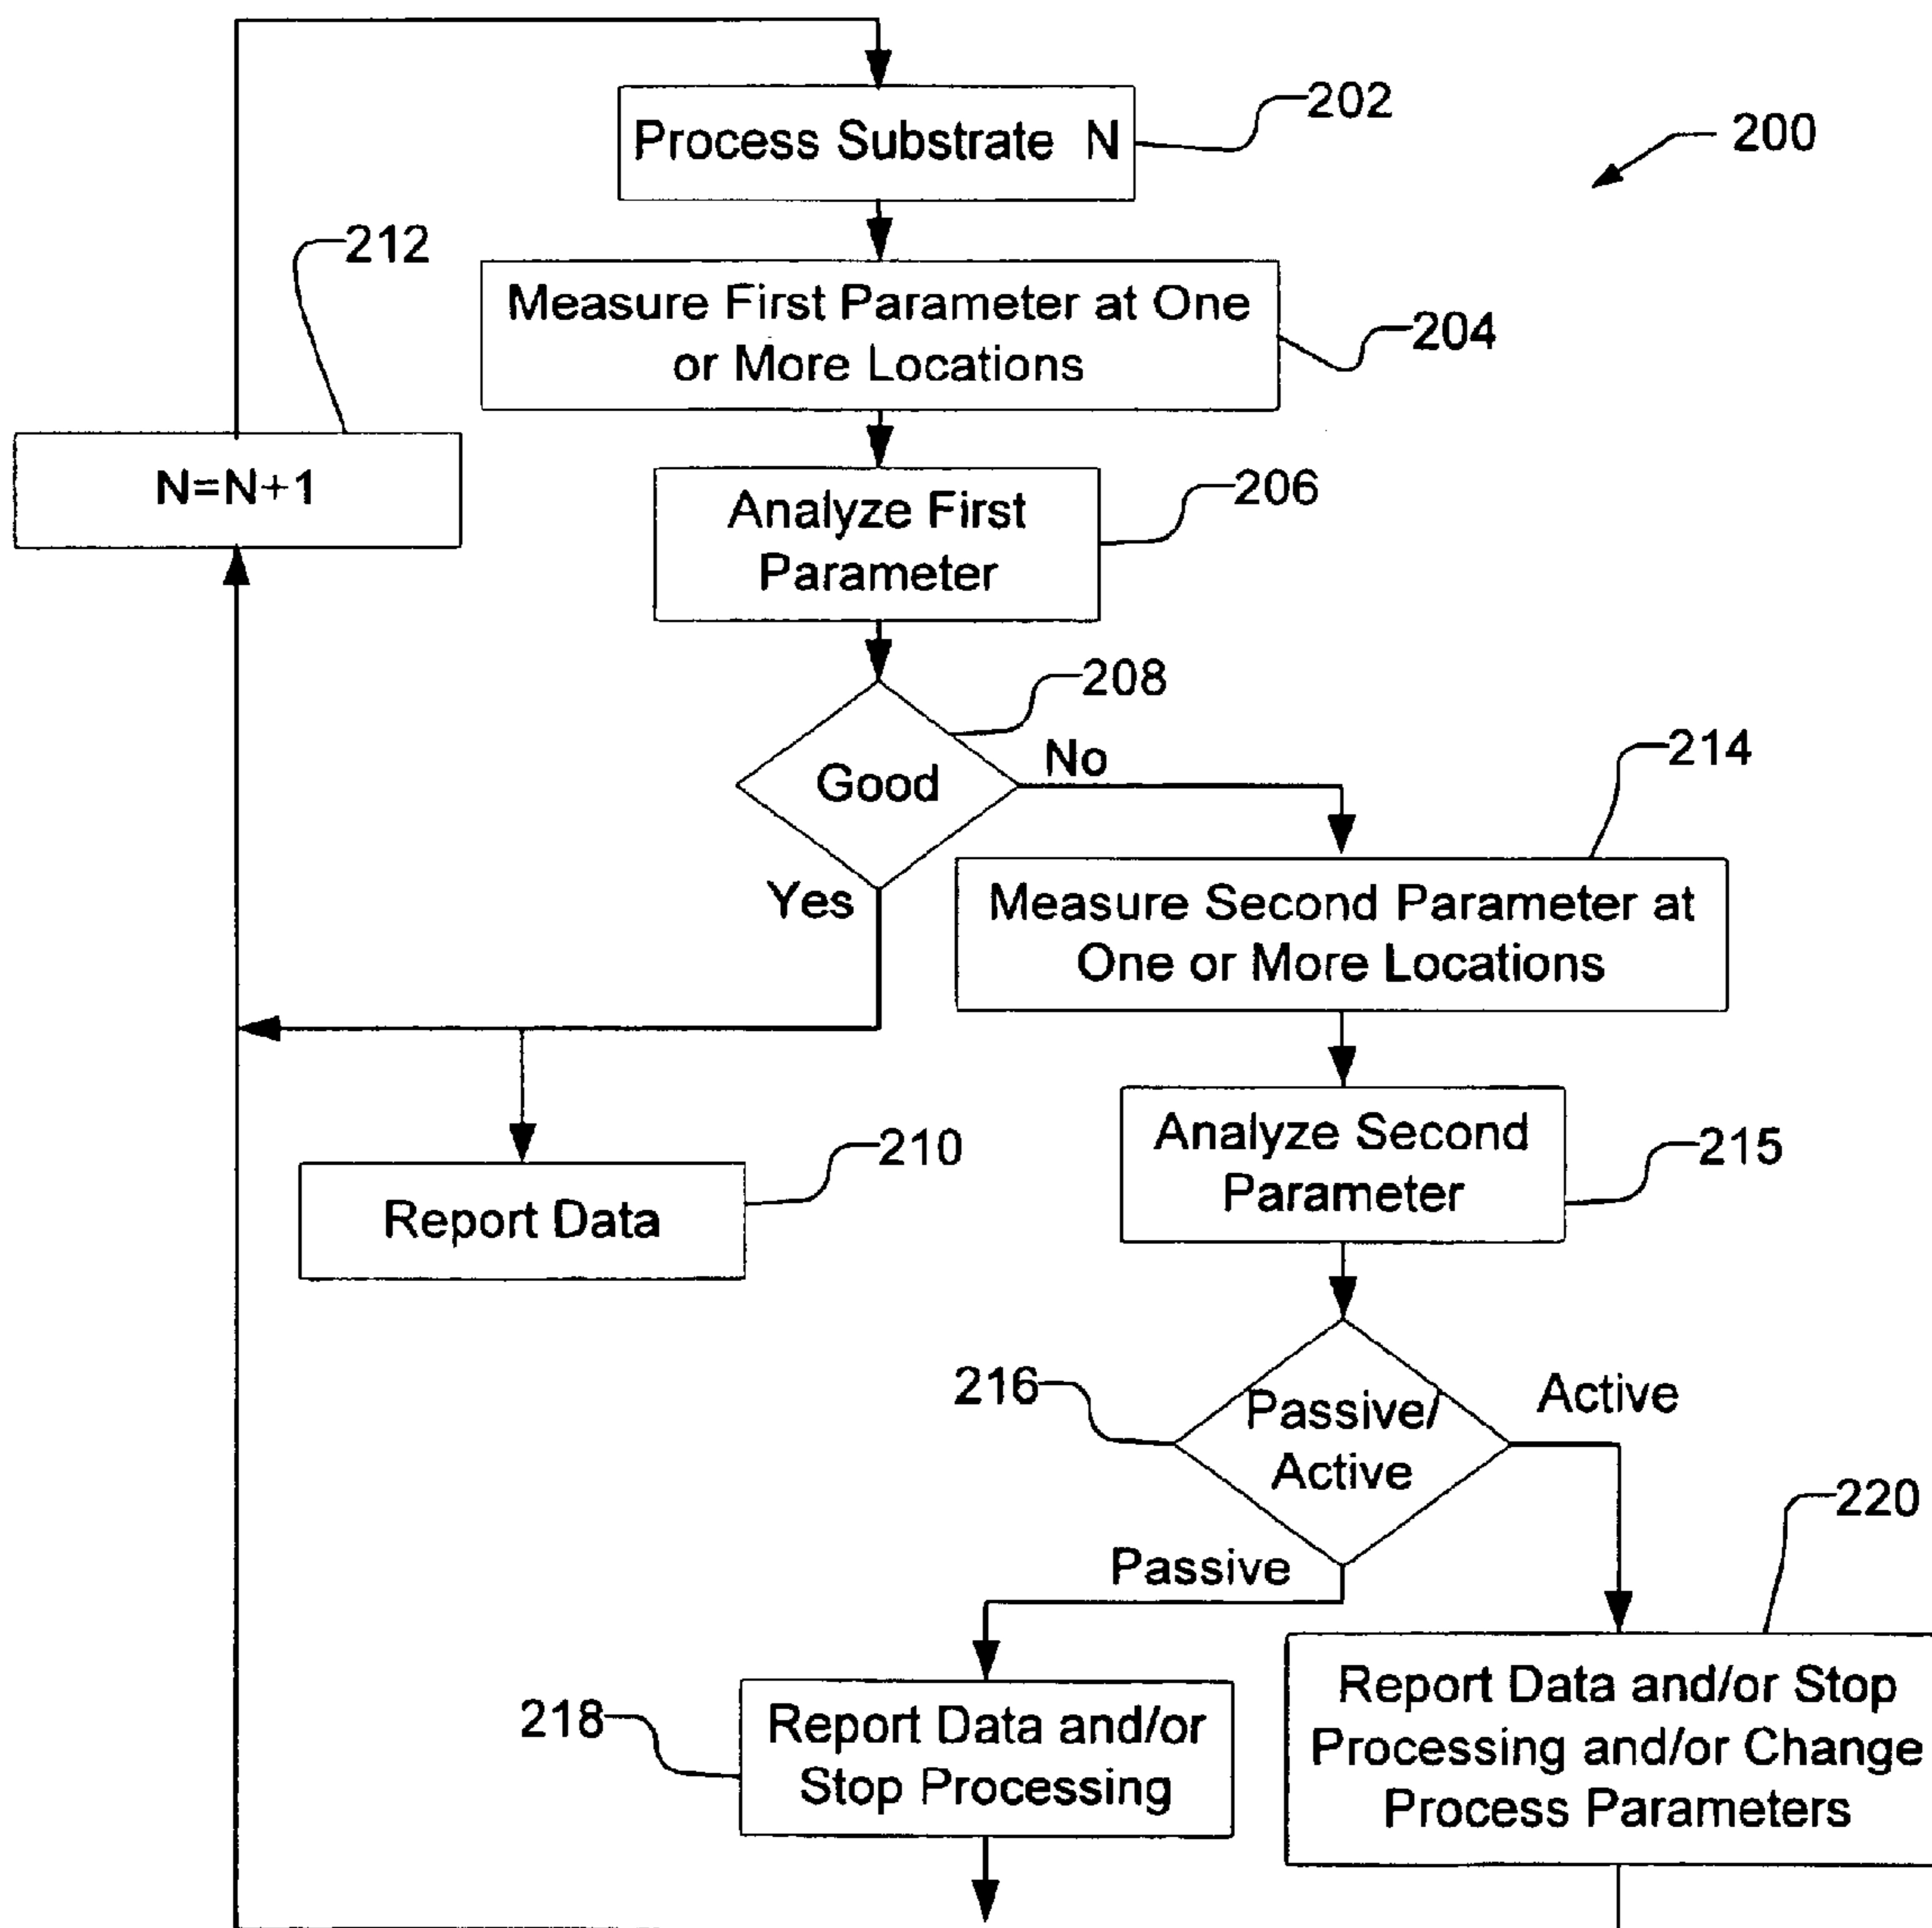 202
Process Substrate N
200
212
Measure First Parameter at One
or More Locations
204
N=N+1
206
Analyze First
Parameter
208
Good
No
214
Yes
Measure Second Parameter at
One or More Locations
Analyze Second
Parameter
215
210
Report Data
216
Passive/
Active
Active
220
Passive
218
Report Data and/or
Stop Processing
Report Data and/or Stop
Processing and/or Change
Process Parameters